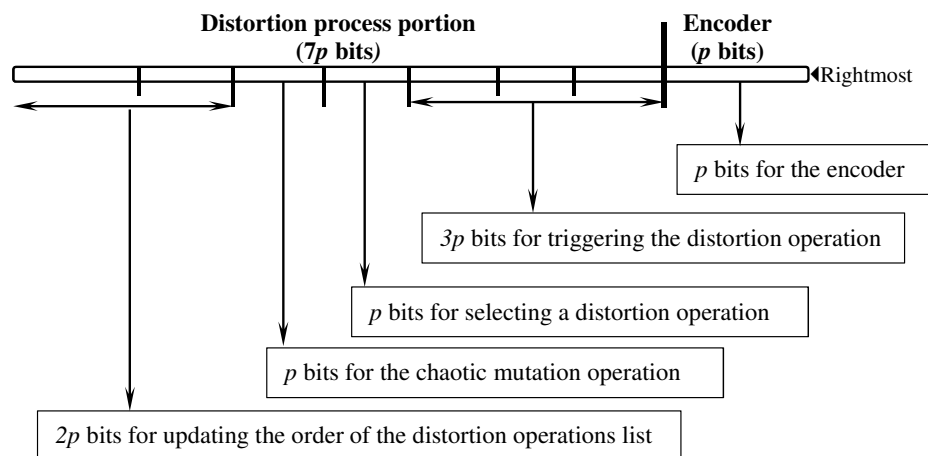 Distortion process portion
(7p bits)
Encoder
(p bits)
Rightmost
p bits for the encoder
3p bits for triggering the distortion operation
p bits for selecting a distortion operation
p bits for the chaotic mutation operation
2p bits for updating the order of the distortion operations list